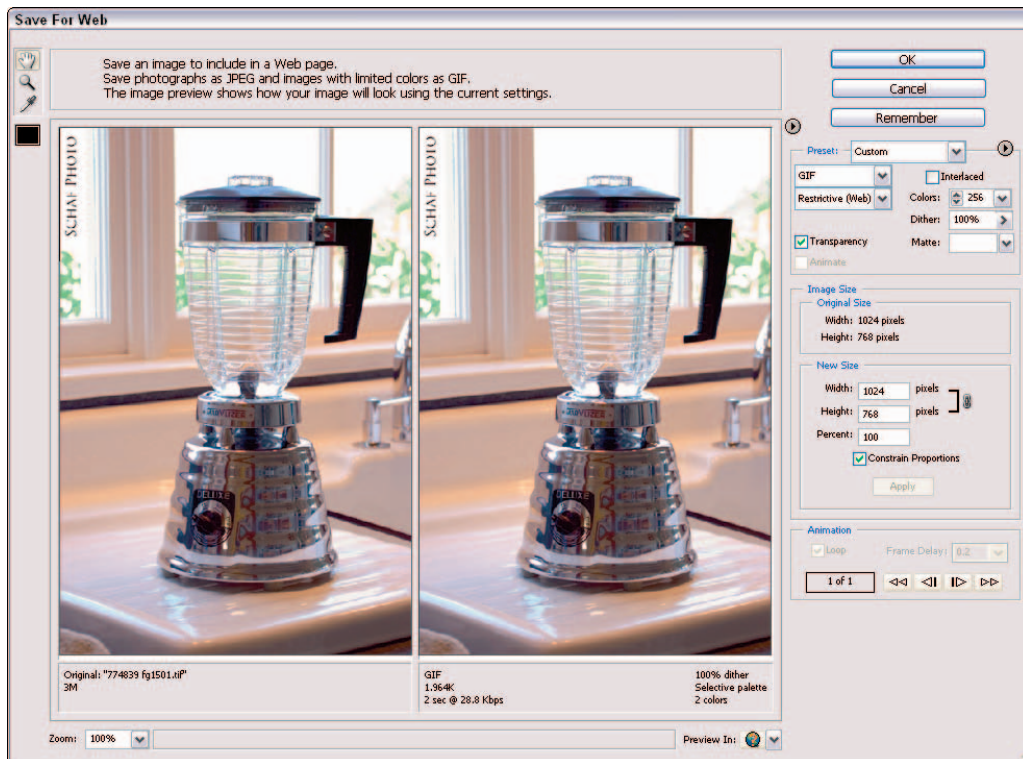 Save For Web
Save an image to include in a Web page.
Save photographs as JPEG and images with limited colors as GIF.
The image preview shows how your image will look using the current settings.
OK
Cancel
Remember
SCHAF PHOTO
SCHAF PHOTO
DELUXE
DELUXE
Preset: Custom
GIF
Interlaced
Restrictive (Web)
Colors: 256
Dither: 100%
Transparency
Matte:
Animate
Image Size
Original Size
Width: 1024 pixels
Height: 768 pixels
New Size
Width: 1024 pixels
Height: 768 pixels
Percent: 100
Constrain Proportions
Apply
Animation
Loop
Frame Delay: 0.2
1 of 1
Original: "774839 fg1501.tif"
3M
GIF
1.964K
2 sec @ 28.8 Kbps
100% dither
Selective palette
2 colors
Zoom: 100%
Preview In: